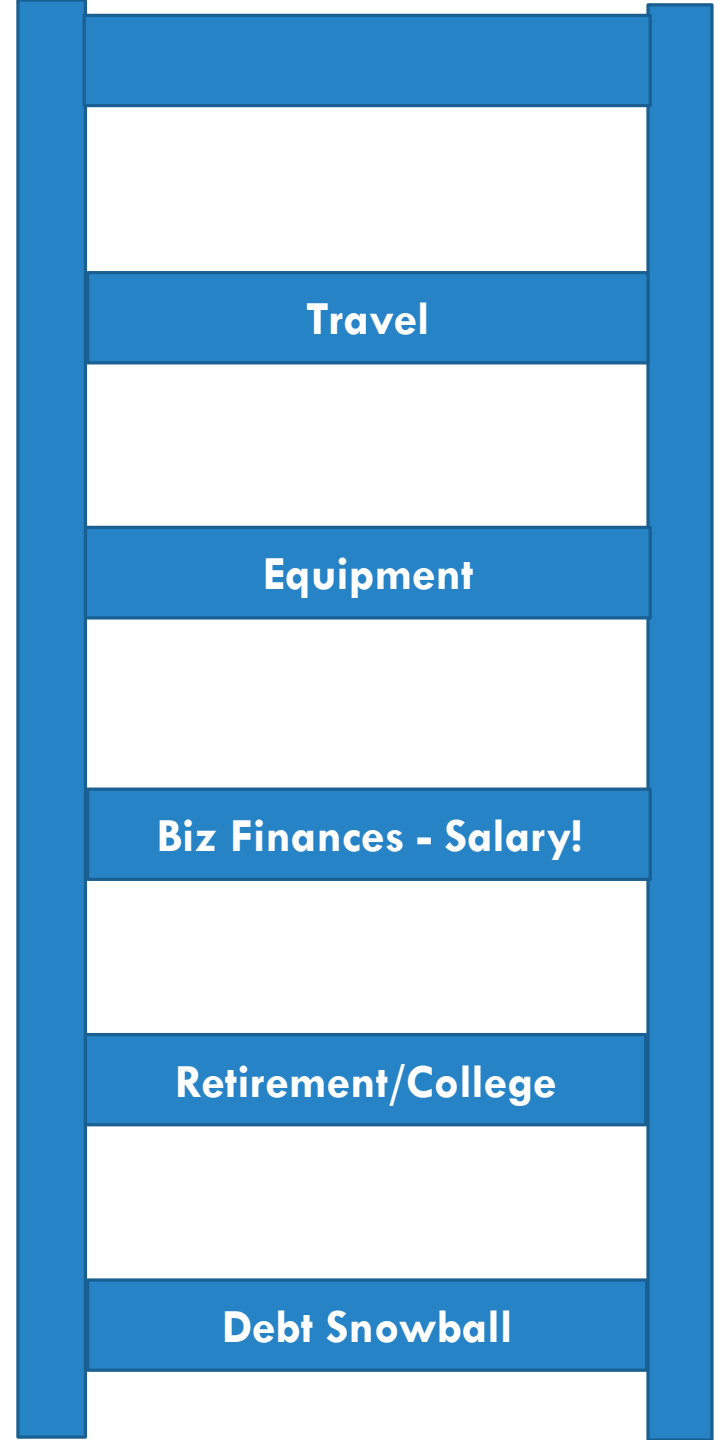 Travel
Equipment
Biz Finances - Salary!
Retirement/College
Debt Snowball